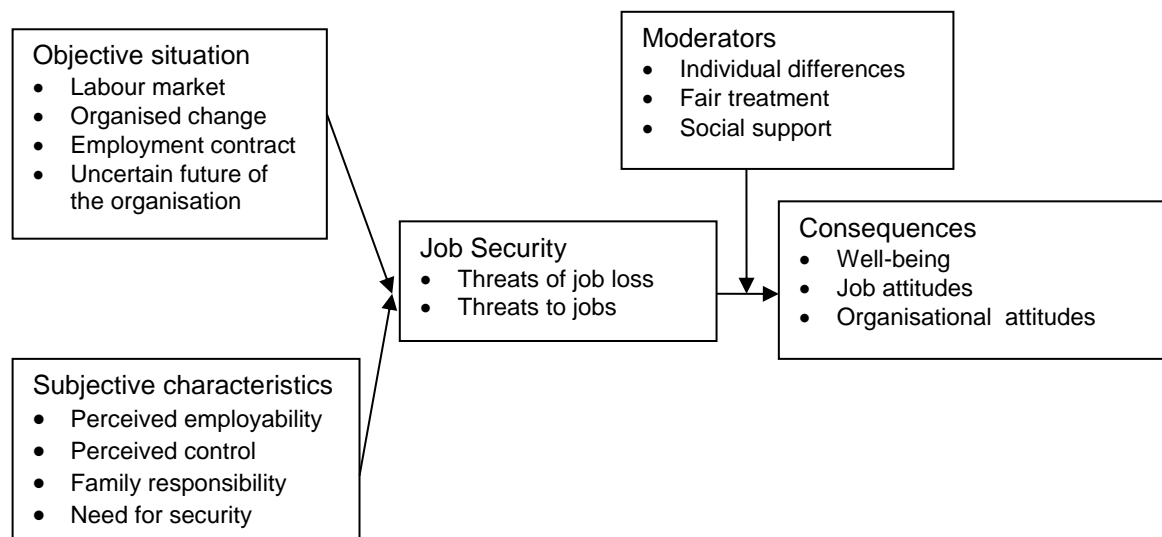 Objective situation
• Labour market
• Organised change
• Employment contract
• Uncertain future of
the organisation
Subjective characteristics
• Perceived employability
• Perceived control
• Family responsibility
• Need for security
Job Security
• Threats of job loss
• Threats to jobs
Moderators
• Individual differences
• Fair treatment
• Social support
Consequences
• Well-being
• Job attitudes
• Organisational attitudes